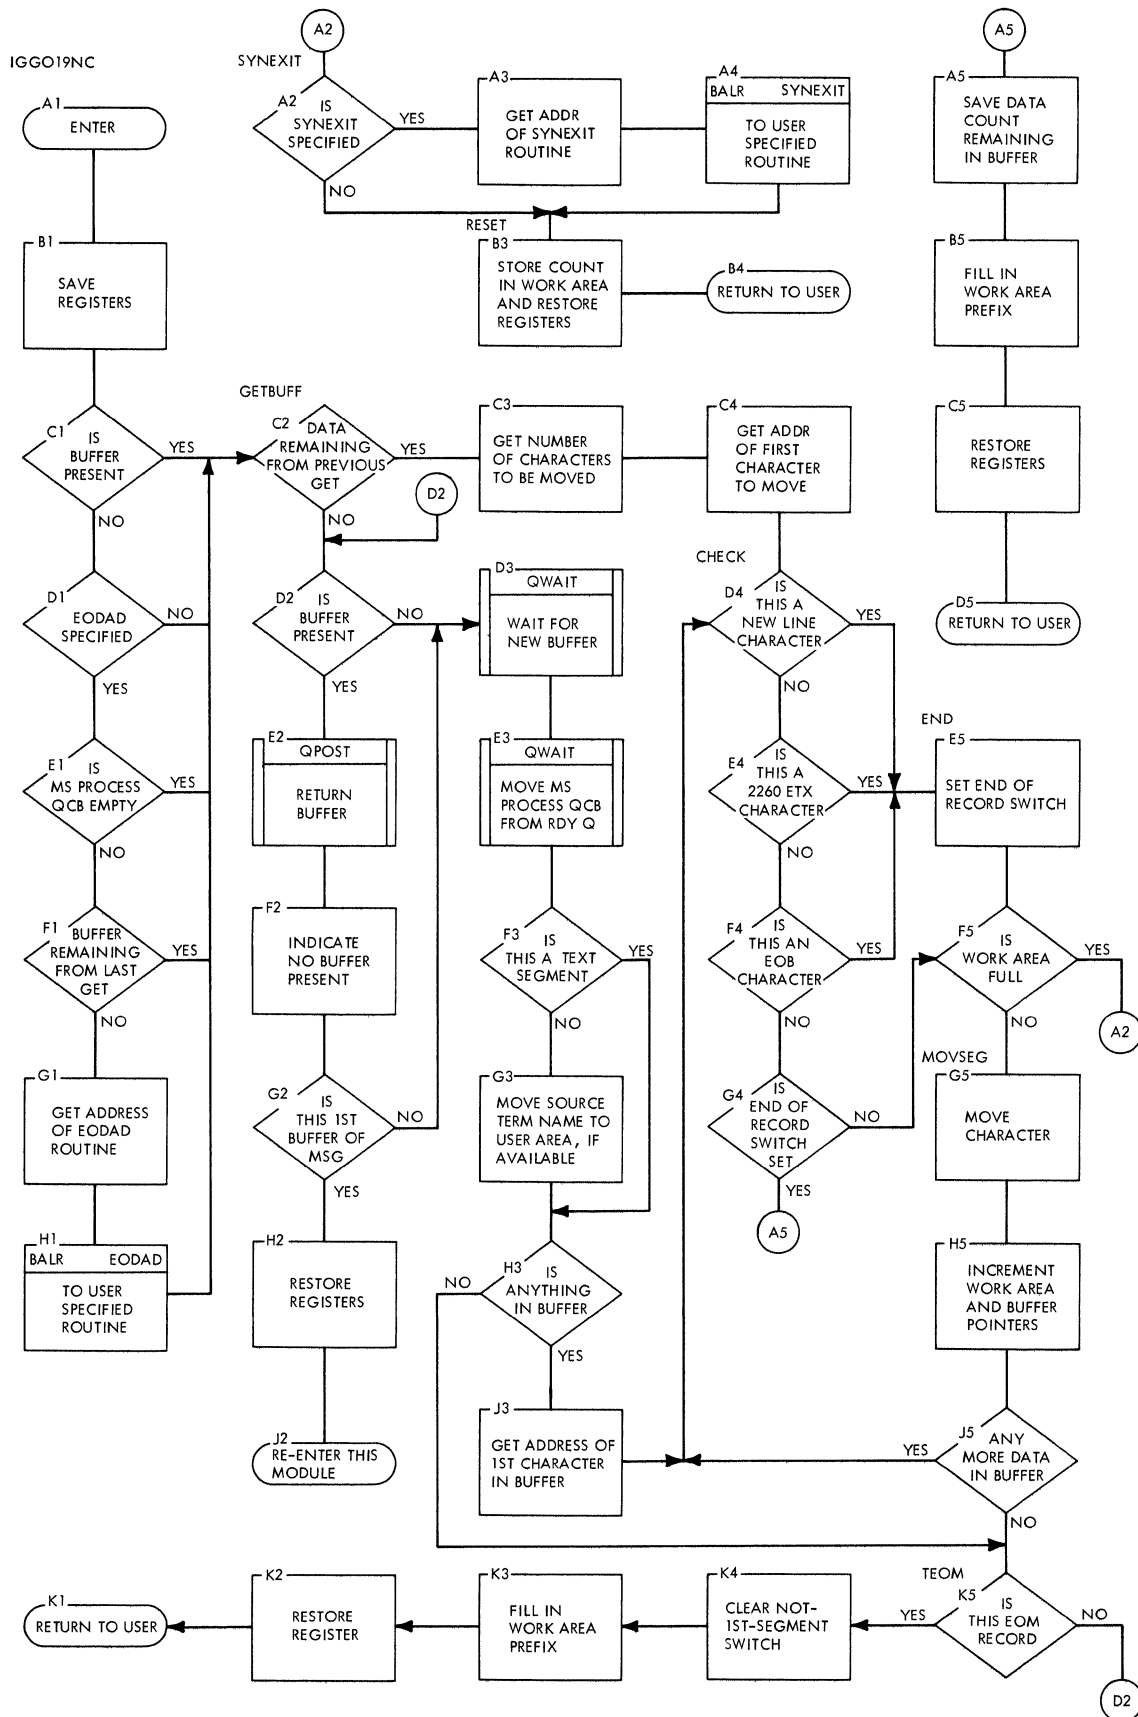 IGGO19NC
A1
ENTER
B1
SAVE
REGISTERS
C1
IS
BUFFER
PRESENT
YES
NO
D1
EODAD
SPECIFIED
NO
YES
E1
IS
MS PROCESS
QCB EMPTY
YES
NO
F1
BUFFER
REMAINING
FROM LAST
GET
YES
NO
G1
GET ADDRESS
OF EODAD
ROUTINE
H1
BALR EODAD
TO USER
SPECIFIED
ROUTINE
A2
SYNEXIT
A2
IS
SYNEXIT
SPECIFIED
YES
NO
A3
GET ADDR
OF SYNEXIT
ROUTINE
A4
BALR SYNEXIT
TO USER
SPECIFIED
ROUTINE
RESET
B3
STORE COUNT
IN WORK AREA
AND RESTORE
REGISTERS
B4
RETURN TO USER
GETBUFF
C2
DATA
REMAINING
FROM PREVIOUS
GET
YES
NO
D2
D2
IS
BUFFER
PRESENT
NO
YES
E2
QPOST
RETURN
BUFFER
F2
INDICATE
NO BUFFER
PRESENT
G2
IS
THIS 1ST
BUFFER OF
MSG
NO
YES
H2
RESTORE
REGISTERS
J2
RE-ENTER THIS
MODULE
C3
GET NUMBER
OF CHARACTERS
TO BE MOVED
D3
QWAIT
WAIT FOR
NEW BUFFER
E3
QWAIT
MOVE MS
PROCESS QCB
FROM RDY Q
F3
IS
THIS A TEXT
SEGMENT
YES
NO
G3
MOVE SOURCE
TERM NAME TO
USER AREA, IF
AVAILABLE
H3
IS
ANYTHING
IN BUFFER
NO
YES
J3
GET ADDRESS OF
1ST CHARACTER
IN BUFFER
C4
GET ADDR
OF FIRST
CHARACTER
TO MOVE
CHECK
D4
IS
THIS A
NEW LINE
CHARACTER
YES
NO
E4
IS
THIS A
2260 ETX
CHARACTER
YES
NO
F4
IS
THIS AN
EOB
CHARACTER
YES
NO
G4
IS
END OF
RECORD
SWITCH
SET
NO
YES
A5
A5
A5
SAVE DATA
COUNT
REMAINING
IN BUFFER
B5
FILL IN
WORK AREA
PREFIX
C5
RESTORE
REGISTERS
D5
RETURN TO USER
END
E5
SET END OF
RECORD SWITCH
F5
IS
WORK AREA
FULL
YES
NO
A2
MOVSEG
G5
MOVE
CHARACTER
H5
INCREMENT
WORK AREA
AND BUFFER
POINTERS
J5
ANY
MORE DATA
IN BUFFER
YES
NO
TEOM
K5
IS
THIS EOM
RECORD
YES
NO
D2
K4
CLEAR NOT-
1ST-SEGMENT
SWITCH
K3
FILL IN
WORK AREA
PREFIX
K2
RESTORE
REGISTER
K1
RETURN TO USER